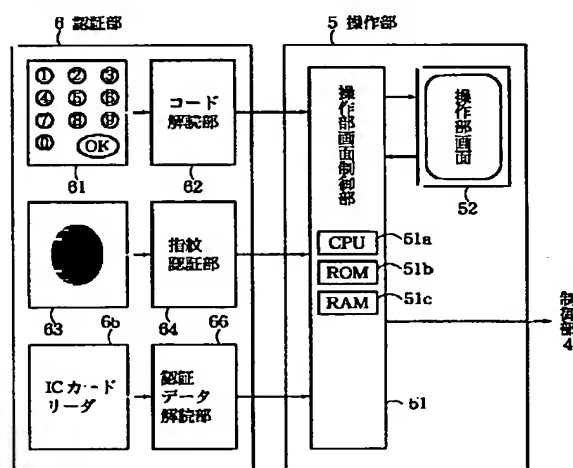 6 認証部
5 操作部
① ② ③
④ ⑤ ⑥
⑦ ⑧ ⑨
⓪ OK
61
コード
解読部
62
操作部画面制御部
操作部画面
52
63
指紋
認証部
64
CPU
51a
ROM
51b
RAM
51c
制御部4
65
ICカード
リーダ
66
認証
データ
解読部
51